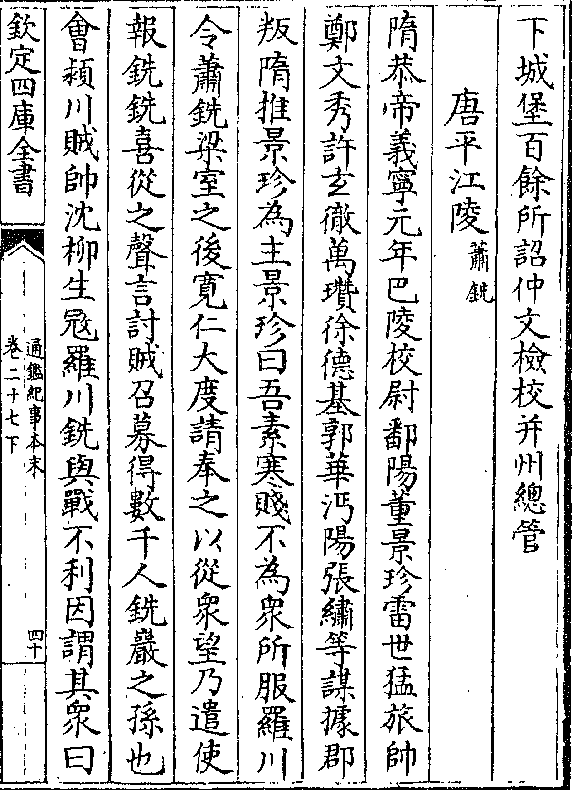 下城堡百餘所詔仲文檢校并州總管
唐平江陵 蕭銑
隋恭帝義寧元年巴陵校尉鄱陽董景珍雷世猛旅帥
鄭文秀許玄徹萬瓚徐德基郭華沔陽張繡等謀據郡
叛隋推景珍為主景珍曰吾素寒賤不為衆所服羅川
令蕭銑梁室之後寛仁大度請奉之以從衆望乃遣使
報銑銑喜從之聲言討賊召募得數千人銑巖之孫也
會潁川賊帥沈柳生寇羅川銑與戰不利因謂其衆曰
欽定四庫全書
通鑑紀事本末
卷二十七下
四十